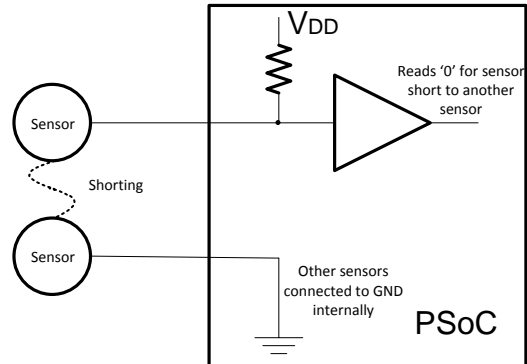 VDD
Reads '0' for sensor
short to another
sensor
Sensor
Shorting
Sensor
Other sensors
connected to GND
internally
PSoC